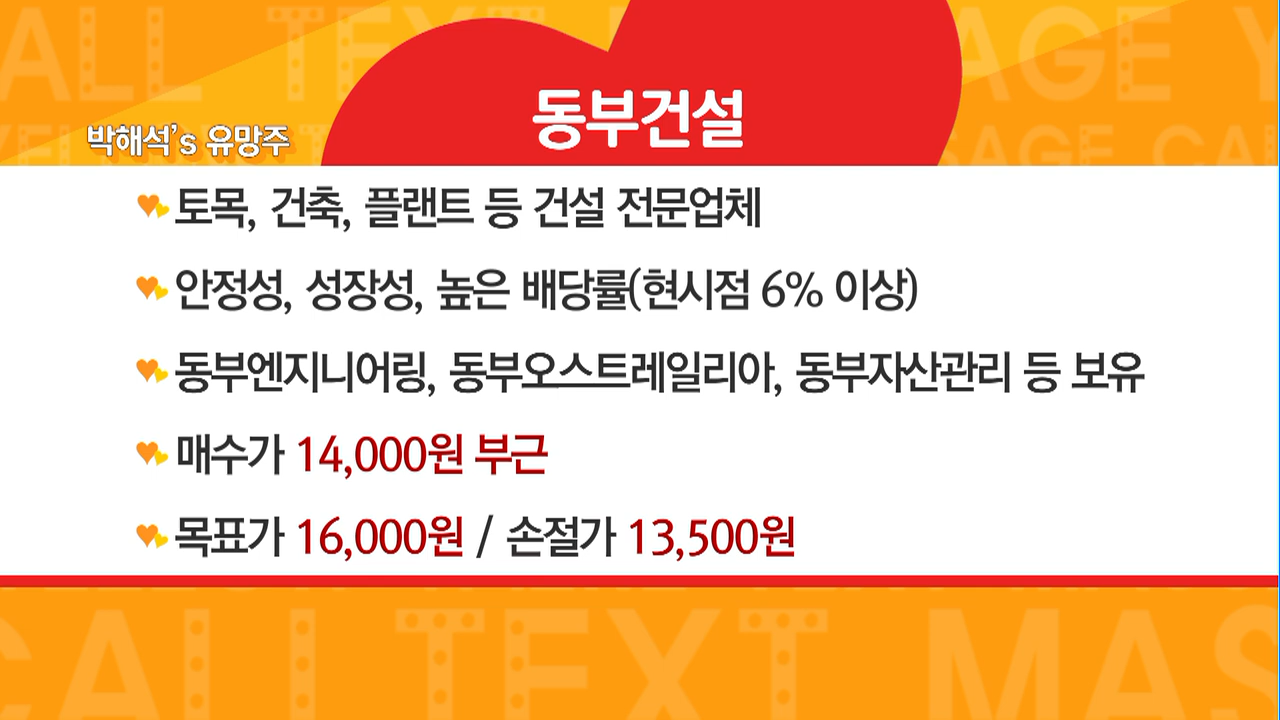 동부건설
박해석's 유망주
토목, 건축, 플랜트 등 건설 전문업체
안정성, 성장성, 높은 배당률(현시점 6% 이상)
동부엔지니어링, 동부오스트레일리아, 동부자산관리 등 보유
매수가 14,000원 부근
목표가 16,000원 / 손절가 13,500원
CALL TEXT MAS